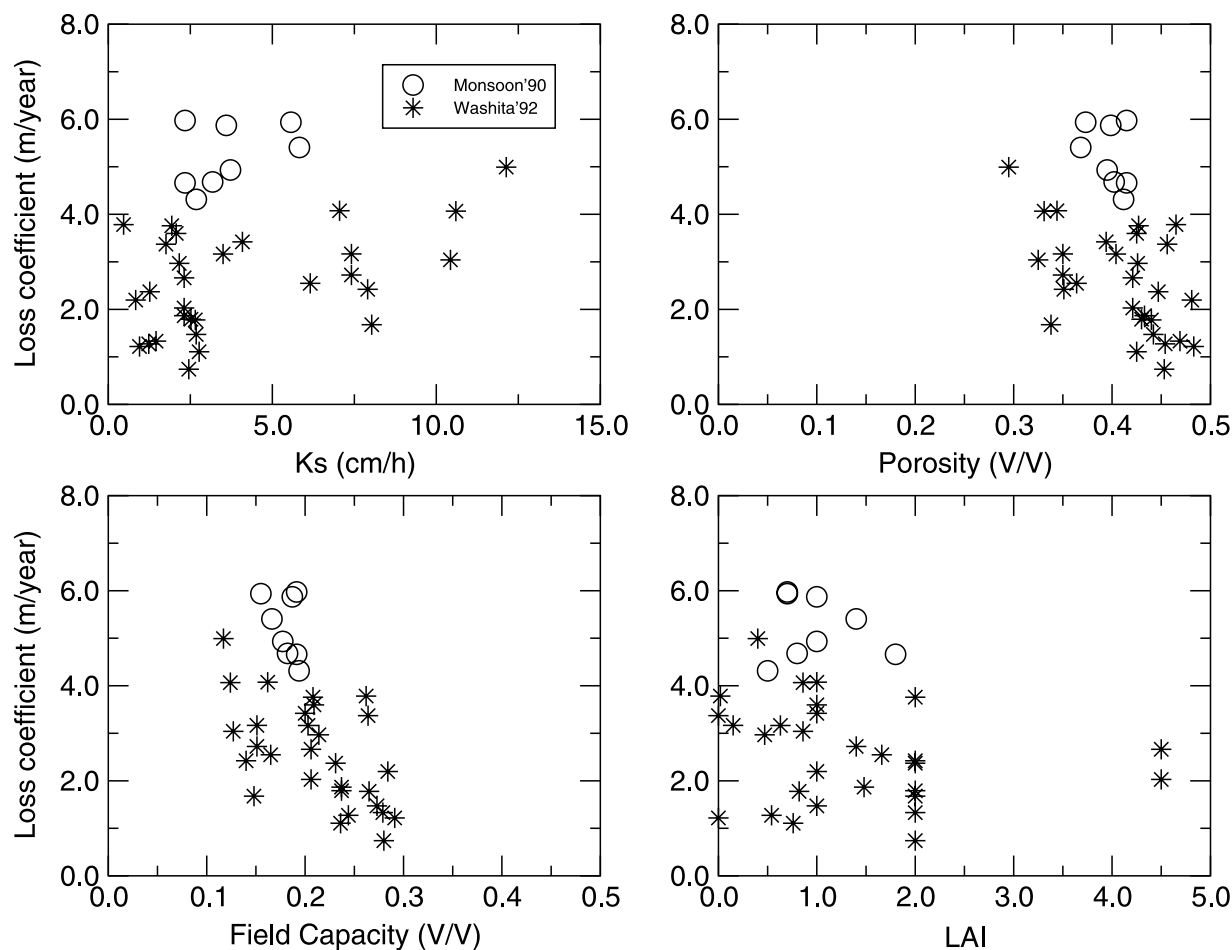 8.0
6.0
4.0
2.0
0.0
Loss coefficient (m/year)
0.0 5.0 10.0 15.0
Ks (cm/h)
Monsoon'90
Washita'92
8.0
6.0
4.0
2.0
0.0
0.0 0.1 0.2 0.3 0.4 0.5
Porosity (V/V)
8.0
6.0
4.0
2.0
0.0
Loss coefficient (m/year)
0.0 0.1 0.2 0.3 0.4 0.5
Field Capacity (V/V)
8.0
6.0
4.0
2.0
0.0
0.0 1.0 2.0 3.0 4.0 5.0
LAI